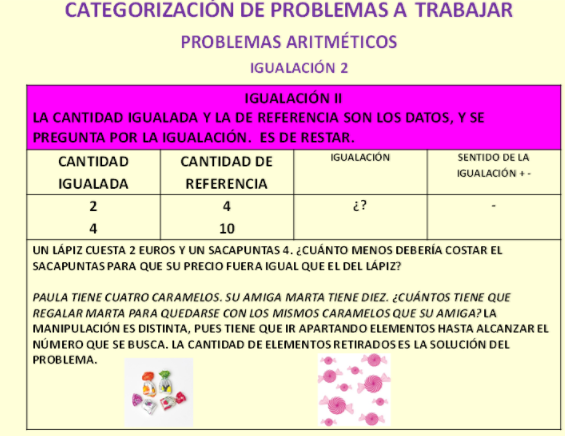 CATEGORIZACIÓN DE PROBLEMAS A TRABAJAR
PROBLEMAS ARITMÉTICOS
IGUALACIÓN 2
IGUALACIÓN II
LA CANTIDAD IGUALADA Y LA DE REFERENCIA SON LOS DATOS, Y SE
PREGUNTA POR LA IGUALACIÓN. ES DE RESTAR.
CANTIDAD IGUALADA
CANTIDAD DE REFERENCIA
IGUALACIÓN
SENTIDO DE LA IGUALACIÓN + -
2 4 ¿? -
4 10
UN LÁPIZ CUESTA 2 EUROS Y UN SACAPUNTAS 4. ¿CUÁNTO MENOS DEBERÍA COSTAR EL
SACAPUNTAS PARA QUE SU PRECIO FUERA IGUAL QUE EL DEL LÁPIZ?
PAULA TIENE CUATRO CARAMELOS. SU AMIGA MARTA TIENE DIEZ. ¿CUÁNTOS TIENE QUE
REGALAR MARTA PARA QUEDARSE CON LOS MISMOS CARAMELOS QUE SU AMIGA? LA
MANIPULACIÓN ES DISTINTA, PUES TIENE QUE IR APARTANDO ELEMENTOS HASTA ALCANZAR EL
NÚMERO QUE SE BUSCA. LA CANTIDAD DE ELEMENTOS RETIRADOS ES LA SOLUCIÓN DEL
PROBLEMA.